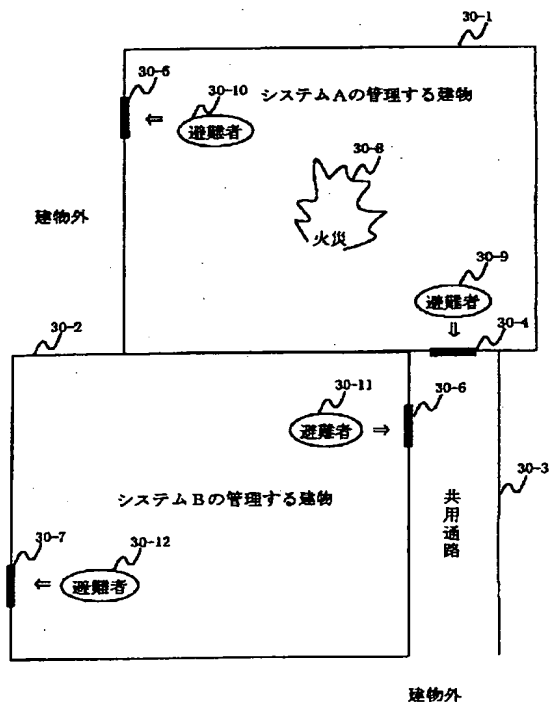 30-1
30-5
30-10
システムAの管理する建物
避難者
30-8
建物外
火災
30-9
避難者
30-2
30-4
30-11
30-6
避難者
30-3
システムBの管理する建物
共用通路
30-7
30-12
避難者
建物外